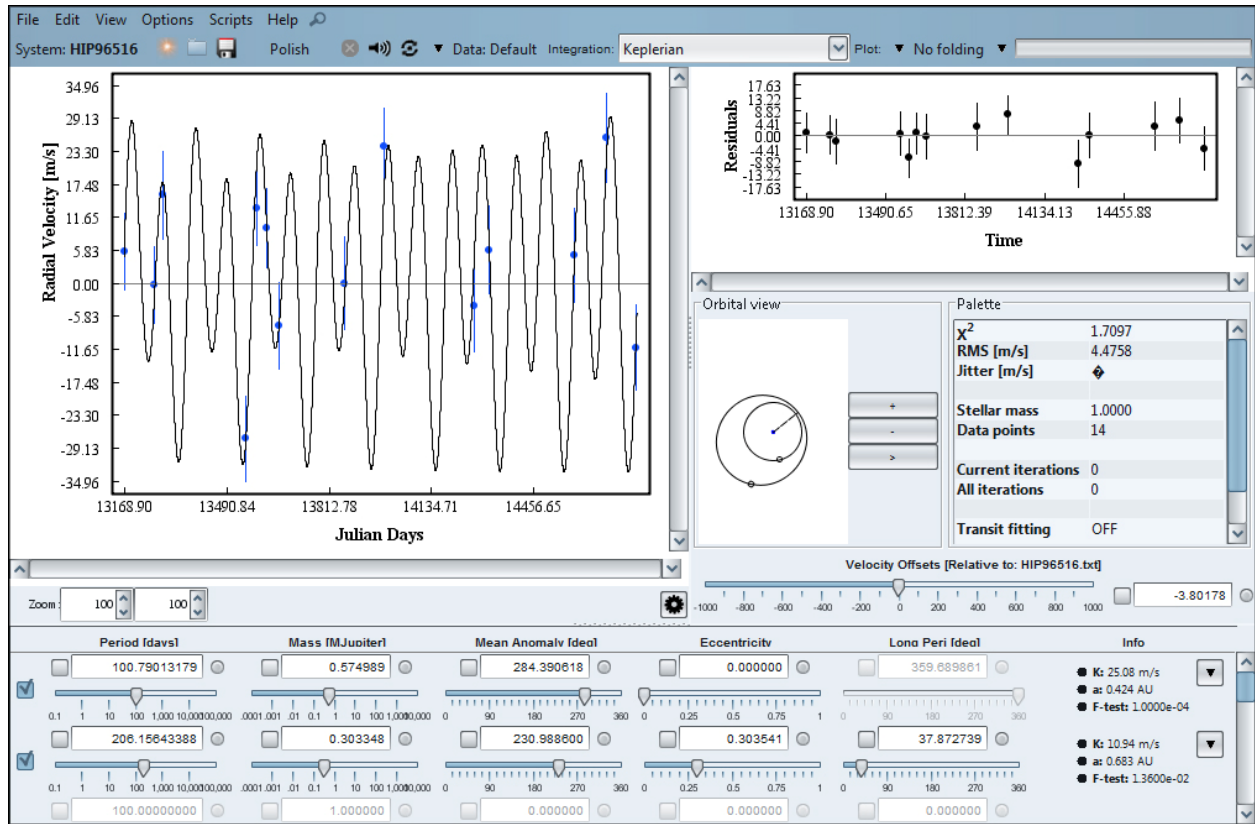 File Edit View Options Scripts Help
System: HIP96516 Polish Data: Default Integration: Keplerian Plot: No folding
34.96
29.13
23.30
17.48
11.65
5.83
0.00
-5.83
-11.65
-17.48
-23.30
-29.13
-34.96
Radial Velocity [m/s]
13168.90 13490.84 13812.78 14134.71 14456.65
Julian Days
17.63
13.22
8.82
4.41
0.00
-4.41
-8.82
-13.22
-17.63
Residuals
13168.90 13490.65 13812.39 14134.13 14455.88
Time
Orbital view
+
-
>
Palette
X2 1.7097
RMS [m/s] 4.4758
Jitter [m/s] �
Stellar mass 1.0000
Data points 14
Current iterations 0
All iterations 0
Transit fitting OFF
Zoom: 100 100
Velocity Offsets [Relative to: HIP96516.txt]
-1000 -800 -600 -400 -200 0 200 400 600 800 1000
-3.80178
Period [days] Mass [MJupiter] Mean Anomaly [deg] Eccentricity Long Peri [deg] Info
100.79013179 0.574989 284.390618 0.000000 359.689861
K: 25.08 m/s
a: 0.424 AU
F-test: 1.0000e-04
0.1 1 10 100 1,000 10,000 100,000 .0001 .001 .01 0.1 1 10 100 1,000 10,000 0 90 180 270 360 0 0.25 0.5 0.75 1 0 90 180 270 360
206.15643388 0.303348 230.988600 0.303541 37.872739
K: 10.94 m/s
a: 0.683 AU
F-test: 1.3600e-02
0.1 1 10 100 1,000 10,000 100,000 .0001 .001 .01 0.1 1 10 100 1,000 10,000 0 90 180 270 360 0 0.25 0.5 0.75 1 0 90 180 270 360
100.00000000 1.000000 0.000000 0.000000 0.000000